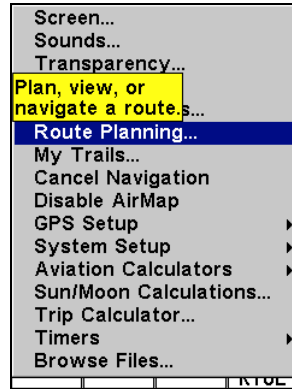 Screen...
Sounds...
Transparency...
Plan, view, or
navigate a route.s...
Route Planning...
My Trails...
Cancel Navigation
Disable AirMap
GPS Setup
System Setup
Aviation Calculators
Sun/Moon Calculations...
Trip Calculator...
Timers
Browse Files...